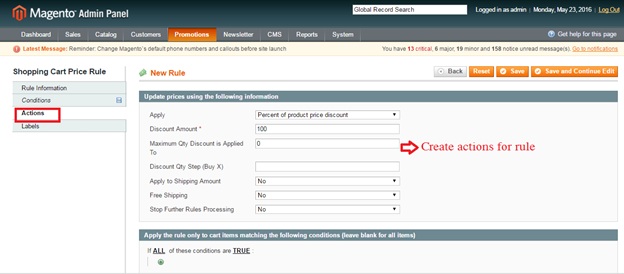 Magento Admin Panel
Global Record Search
Logged in as admin | Monday, May 23, 2016 | Log Out
Dashboard Sales Catalog Customers Promotions Newsletter CMS Reports System
Get help for this page
Latest Message: Reminder: Change Magento`s default phone numbers and callouts before site launch
You have 13 critical, 6 major, 19 minor and 158 notice unread message(s). Go to notifications
Shopping Cart Price Rule
Rule Information
Conditions
Actions
Labels
New Rule
Back Reset Save Save and Continue Edit
Update prices using the following information
Apply Percent of product price discount
Discount Amount * 100
Maximum Qty Discount is Applied To 0
Create actions for rule
Discount Qty Step (Buy X)
Apply to Shipping Amount No
Free Shipping No
Stop Further Rules Processing No
Apply the rule only to cart items matching the following conditions (leave blank for all items)
If ALL of these conditions are TRUE :